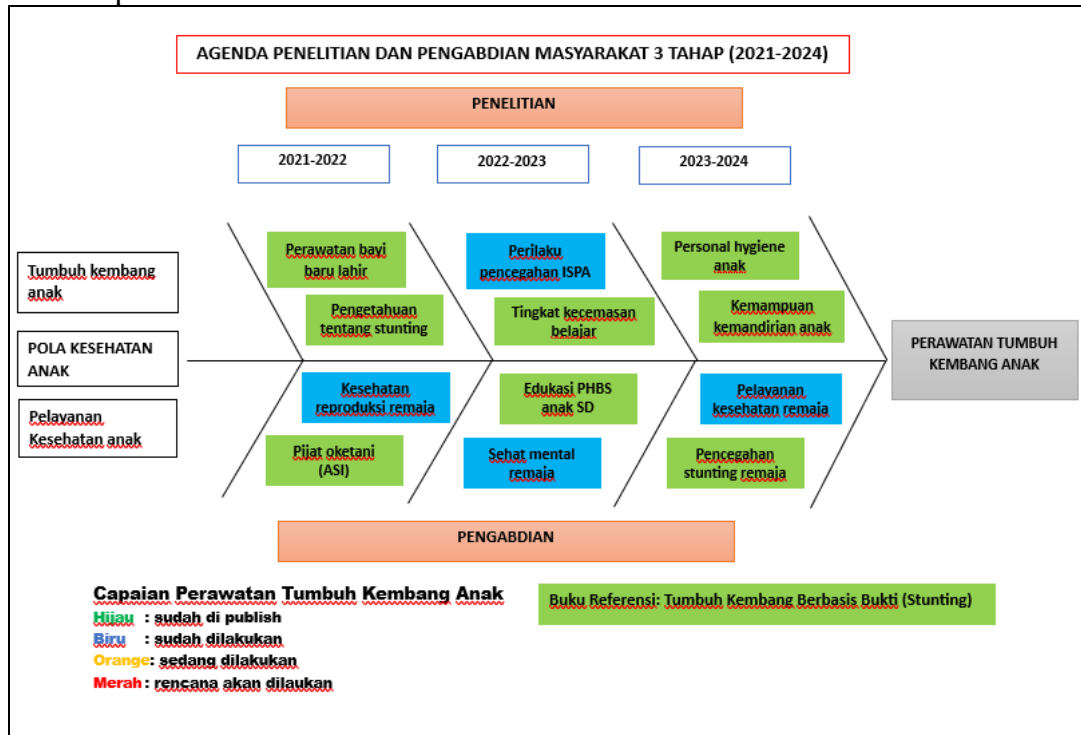 AGENDA PENELITIAN DAN PENGABDIAN MASYARAKAT 3 TAHAP (2021-2024)
PENELITIAN
2021-2022
2022-2023
2023-2024
Tumbuh kembang
anak
POLA KESEHATAN
ANAK
Pelayanan
Kesehatan anak
Perawatan bayi
baru lahir
Pengetahuan
tentang stunting
Perilaku
pencegahan ISPA
Tingkat kecemasan
belajar
Personal hygiene
anak
Kemampuan
kemandirian anak
Kesehatan
reproduksi remaja
Pijat oketani
(ASI)
Edukasi PHBS
anak SD
Sehat mental
remaja
Pelayanan
kesehatan remaja
Pencegahan
stunting remaja
PERAWATAN TUMBUH
KEMBANG ANAK
PENGABDIAN
Capaian Perawatan Tumbuh Kembang Anak
Hijau : sudah di publish
Biru : sudah dilakukan
Orange: sedang dilakukan
Merah : rencana akan dilaukan
Buku Referensi: Tumbuh Kembang Berbasis Bukti (Stunting)